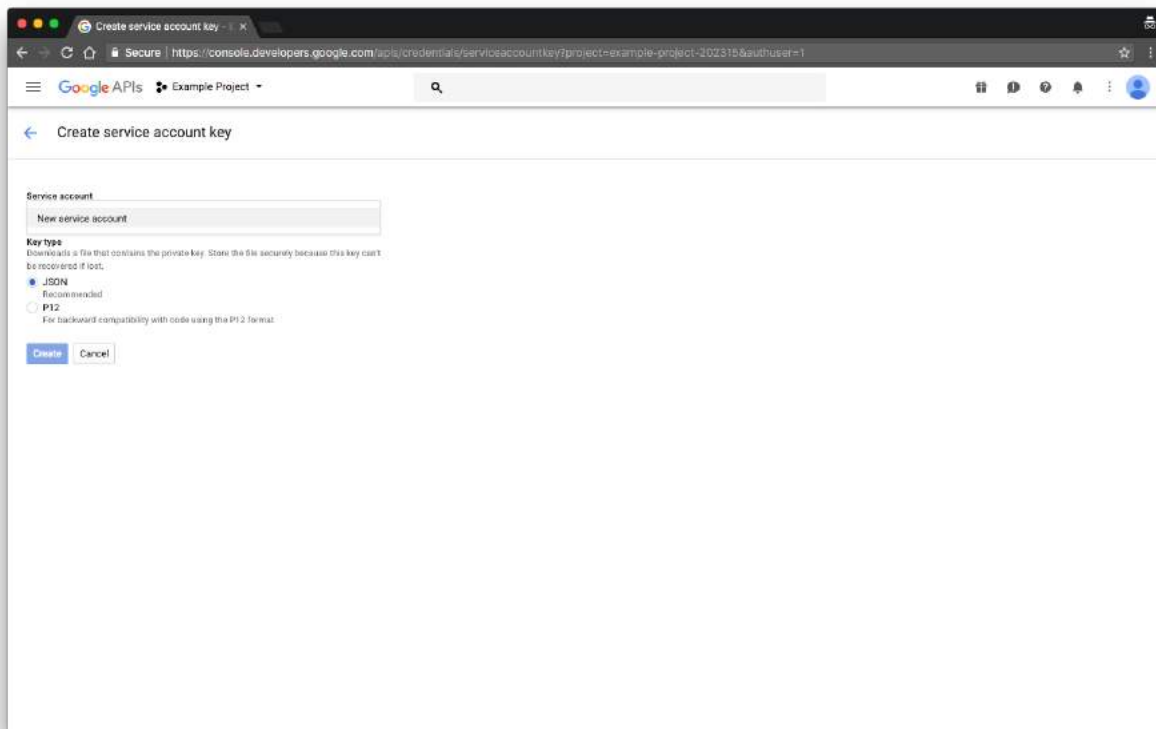 Create service account key -
Secure | https://console.developers.google.com/apis/credentials/serviceaccountkey?project=example-project-202315&authuser=1
Google APIs Example Project
Create service account key
Service account
New service account
Key type
Downloads a file that contains the private key. Store the file securely because this key can't
be recovered if lost.
JSON
Recommended
P12
For backward compatibility with code using the P12 format
Create Cancel